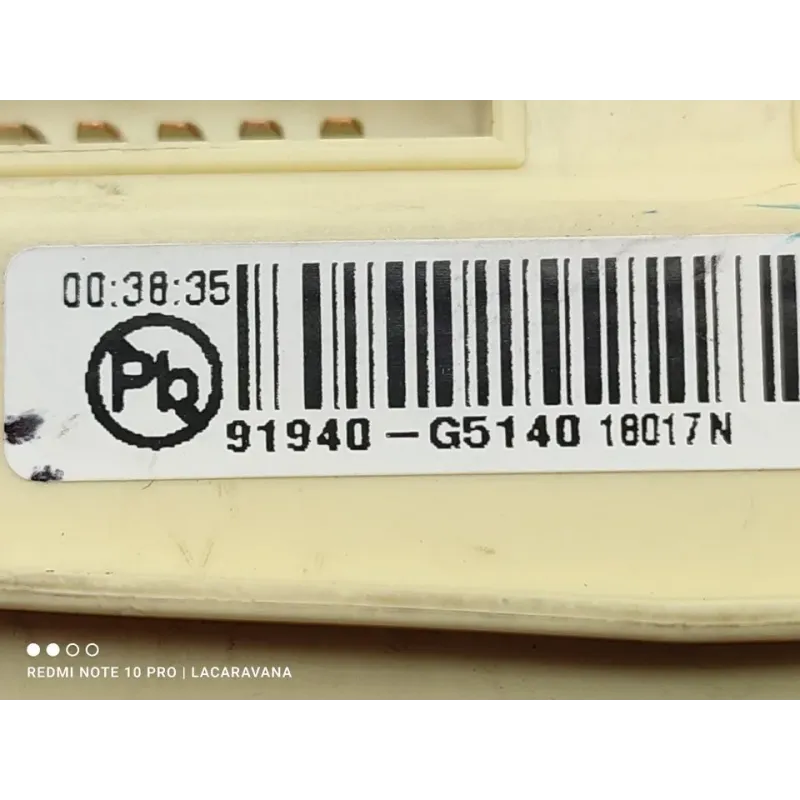 00:38:35
Pb
91940-G5140 18017N
REDMI NOTE 10 PRO | LACARAVANA